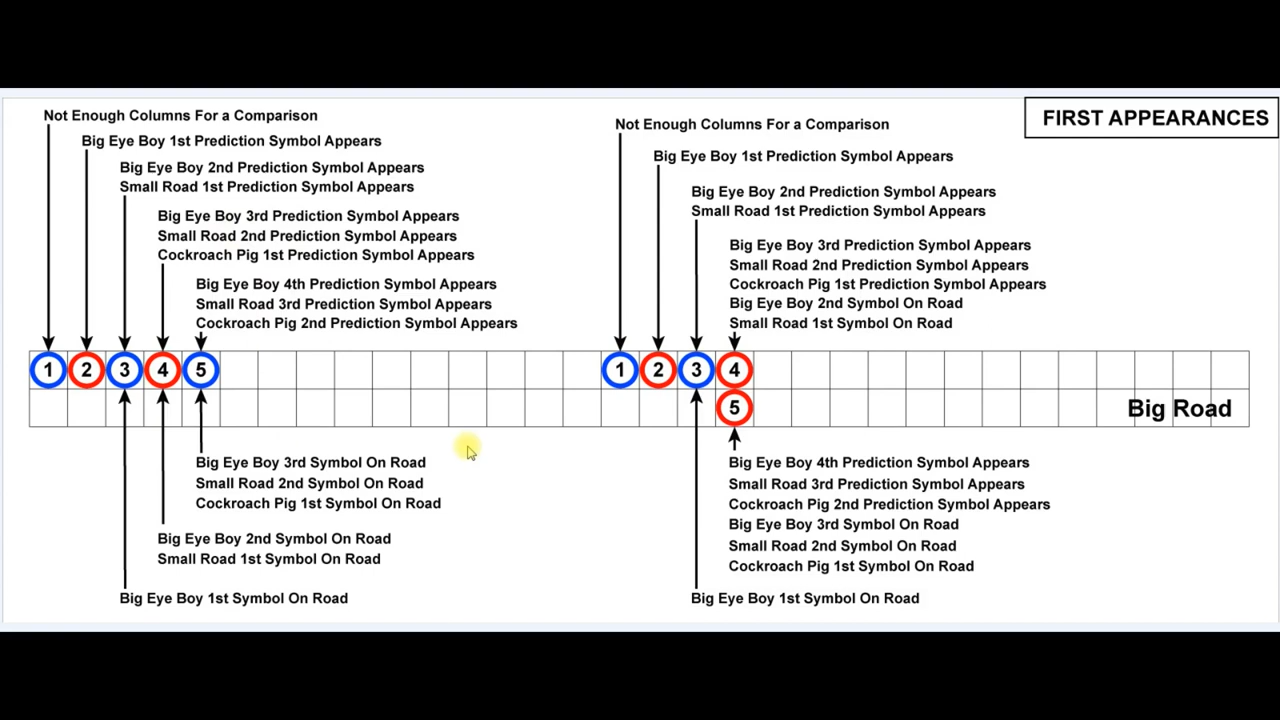 FIRST APPEARANCES
Not Enough Columns For a Comparison
Big Eye Boy 1st Prediction Symbol Appears
Big Eye Boy 2nd Prediction Symbol Appears
Small Road 1st Prediction Symbol Appears
Big Eye Boy 3rd Prediction Symbol Appears
Small Road 2nd Prediction Symbol Appears
Cockroach Pig 1st Prediction Symbol Appears
Big Eye Boy 4th Prediction Symbol Appears
Small Road 3rd Prediction Symbol Appears
Cockroach Pig 2nd Prediction Symbol Appears
1 2 3 4 5
Big Eye Boy 3rd Symbol On Road
Small Road 2nd Symbol On Road
Cockroach Pig 1st Symbol On Road
Big Eye Boy 2nd Symbol On Road
Small Road 1st Symbol On Road
Big Eye Boy 1st Symbol On Road
Not Enough Columns For a Comparison
Big Eye Boy 1st Prediction Symbol Appears
Big Eye Boy 2nd Prediction Symbol Appears
Small Road 1st Prediction Symbol Appears
Big Eye Boy 3rd Prediction Symbol Appears
Small Road 2nd Prediction Symbol Appears
Cockroach Pig 1st Prediction Symbol Appears
Big Eye Boy 2nd Symbol On Road
Small Road 1st Symbol On Road
1 2 3 4
5
Big Road
Big Eye Boy 4th Prediction Symbol Appears
Small Road 3rd Prediction Symbol Appears
Cockroach Pig 2nd Prediction Symbol Appears
Big Eye Boy 3rd Symbol On Road
Small Road 2nd Symbol On Road
Cockroach Pig 1st Symbol On Road
Big Eye Boy 1st Symbol On Road